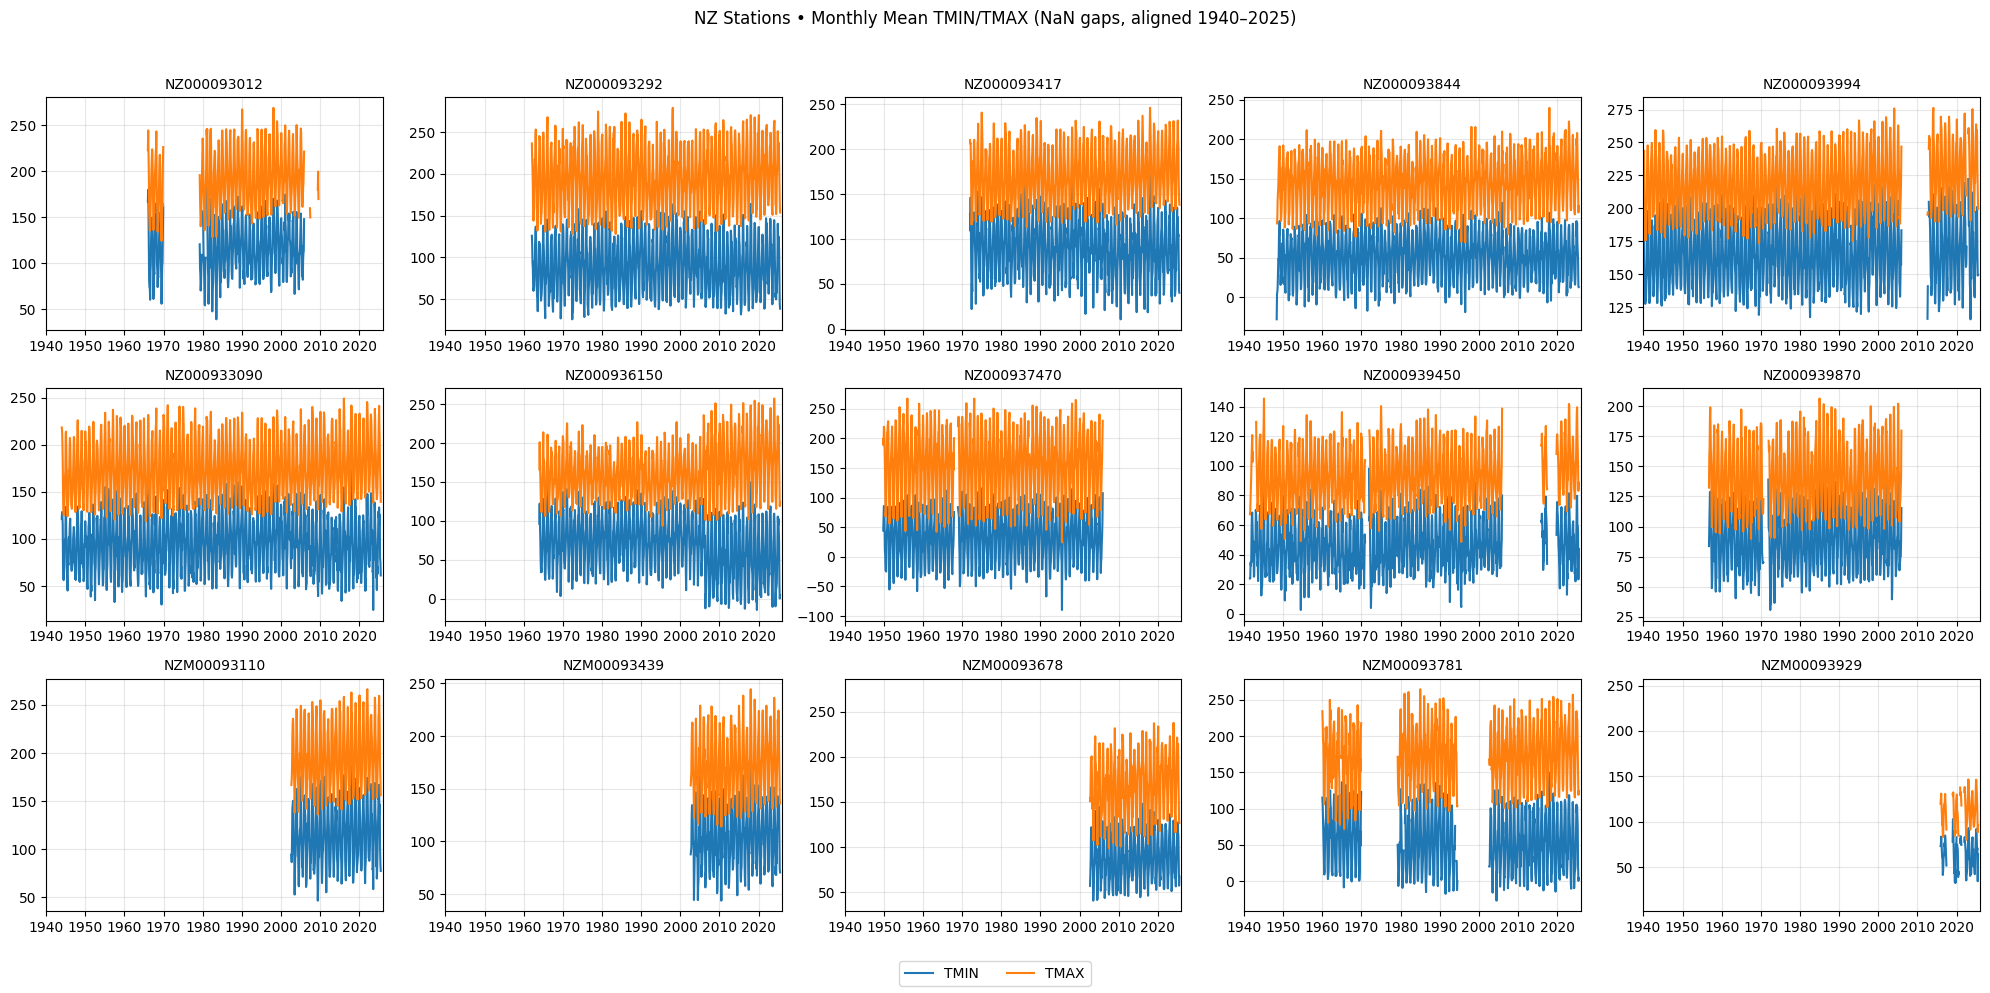 NZ Stations • Monthly Mean TMIN/TMAX (NaN gaps, aligned 1940–2025)
NZ000093012
250
200
150
100
50
1940 1950 1960 1970 1980 1990 2000 2010 2020
NZ000093292
250
200
150
100
50
1940 1950 1960 1970 1980 1990 2000 2010 2020
NZ000093417
250
200
150
100
50
0
1940 1950 1960 1970 1980 1990 2000 2010 2020
NZ000093844
250
200
150
100
50
0
1940 1950 1960 1970 1980 1990 2000 2010 2020
NZ000093994
275
250
225
200
175
150
125
1940 1950 1960 1970 1980 1990 2000 2010 2020
NZ000933090
250
200
150
100
50
1940 1950 1960 1970 1980 1990 2000 2010 2020
NZ000936150
250
200
150
100
50
0
1940 1950 1960 1970 1980 1990 2000 2010 2020
NZ000937470
250
200
150
100
50
0
−50
−100
1940 1950 1960 1970 1980 1990 2000 2010 2020
NZ000939450
140
120
100
80
60
40
20
0
1940 1950 1960 1970 1980 1990 2000 2010 2020
NZ000939870
200
175
150
125
100
75
50
25
1940 1950 1960 1970 1980 1990 2000 2010 2020
NZM00093110
250
200
150
100
50
1940 1950 1960 1970 1980 1990 2000 2010 2020
NZM00093439
250
200
150
100
50
1940 1950 1960 1970 1980 1990 2000 2010 2020
NZM00093678
250
200
150
100
50
1940 1950 1960 1970 1980 1990 2000 2010 2020
NZM00093781
250
200
150
100
50
0
1940 1950 1960 1970 1980 1990 2000 2010 2020
NZM00093929
250
200
150
100
50
1940 1950 1960 1970 1980 1990 2000 2010 2020
TMIN TMAX